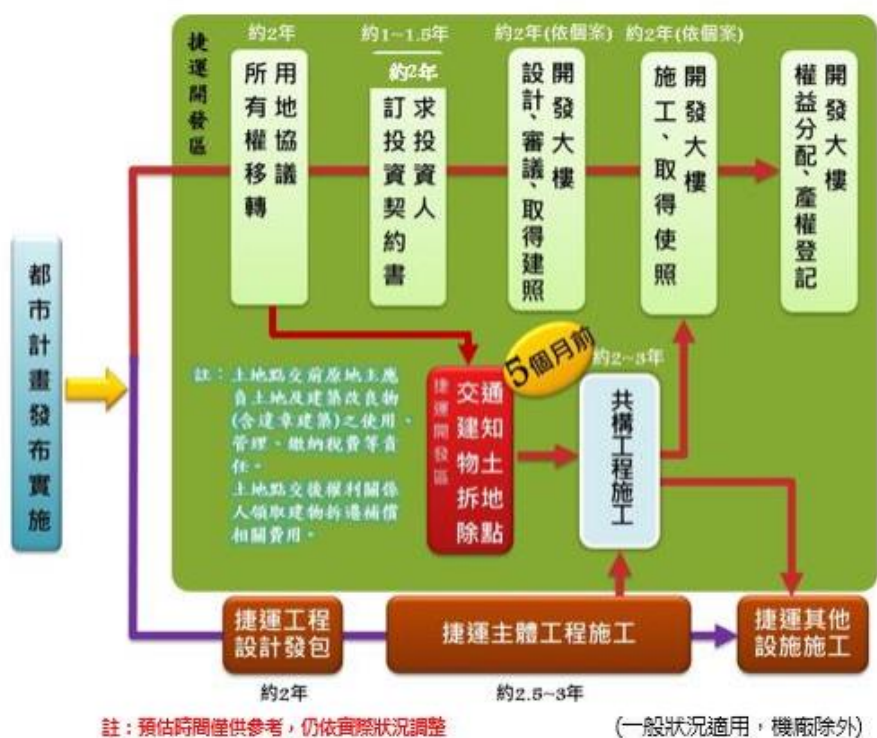 捷運開發區
約2年
用地協議
所有權移轉
約1~1.5年
約2年
求投資人
訂投資契約書
約2年(依個案)
開發大樓
設計、審議、取得建照
約2年(依個案)
開發大樓
施工、取得使照
開發大樓
權益分配、產權登記
都市計畫發布實施
註：土地點交前原地主應
負土地及建築改良物
(含違章建築)之使用、
管理、繳納稅費等責
任。
土地點交後權利關係
人領取建物拆遷補償
相關費用。
捷運開發區
通知土地點
交建物拆除
5個月前
約2~3年
共構工程施工
捷運工程
設計發包
約2年
捷運主體工程施工
約2.5~3年
捷運其他
設施施工
註：預估時間僅供參考，仍依實際狀況調整
(一般狀況適用，機廠除外)